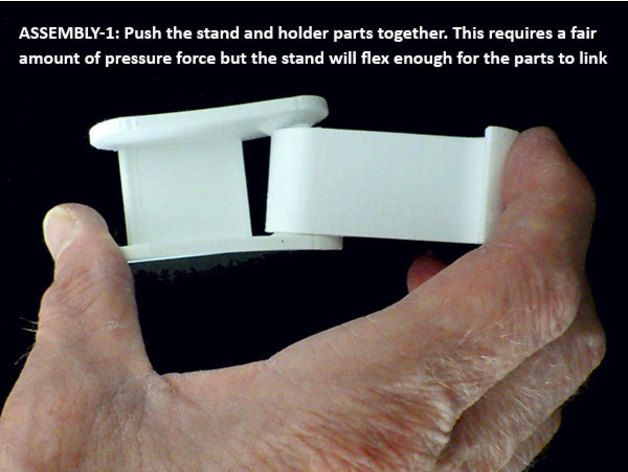 ASSEMBLY-1: Push the stand and holder parts together. This requires a fair
amount of pressure force but the stand will flex enough for the parts to link